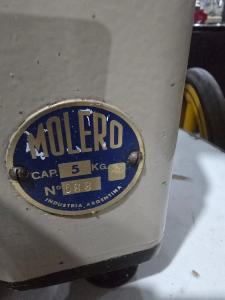 MOLERO
CAP. 5 Kg.
Nº
INDUSTRIA ARGENTINA